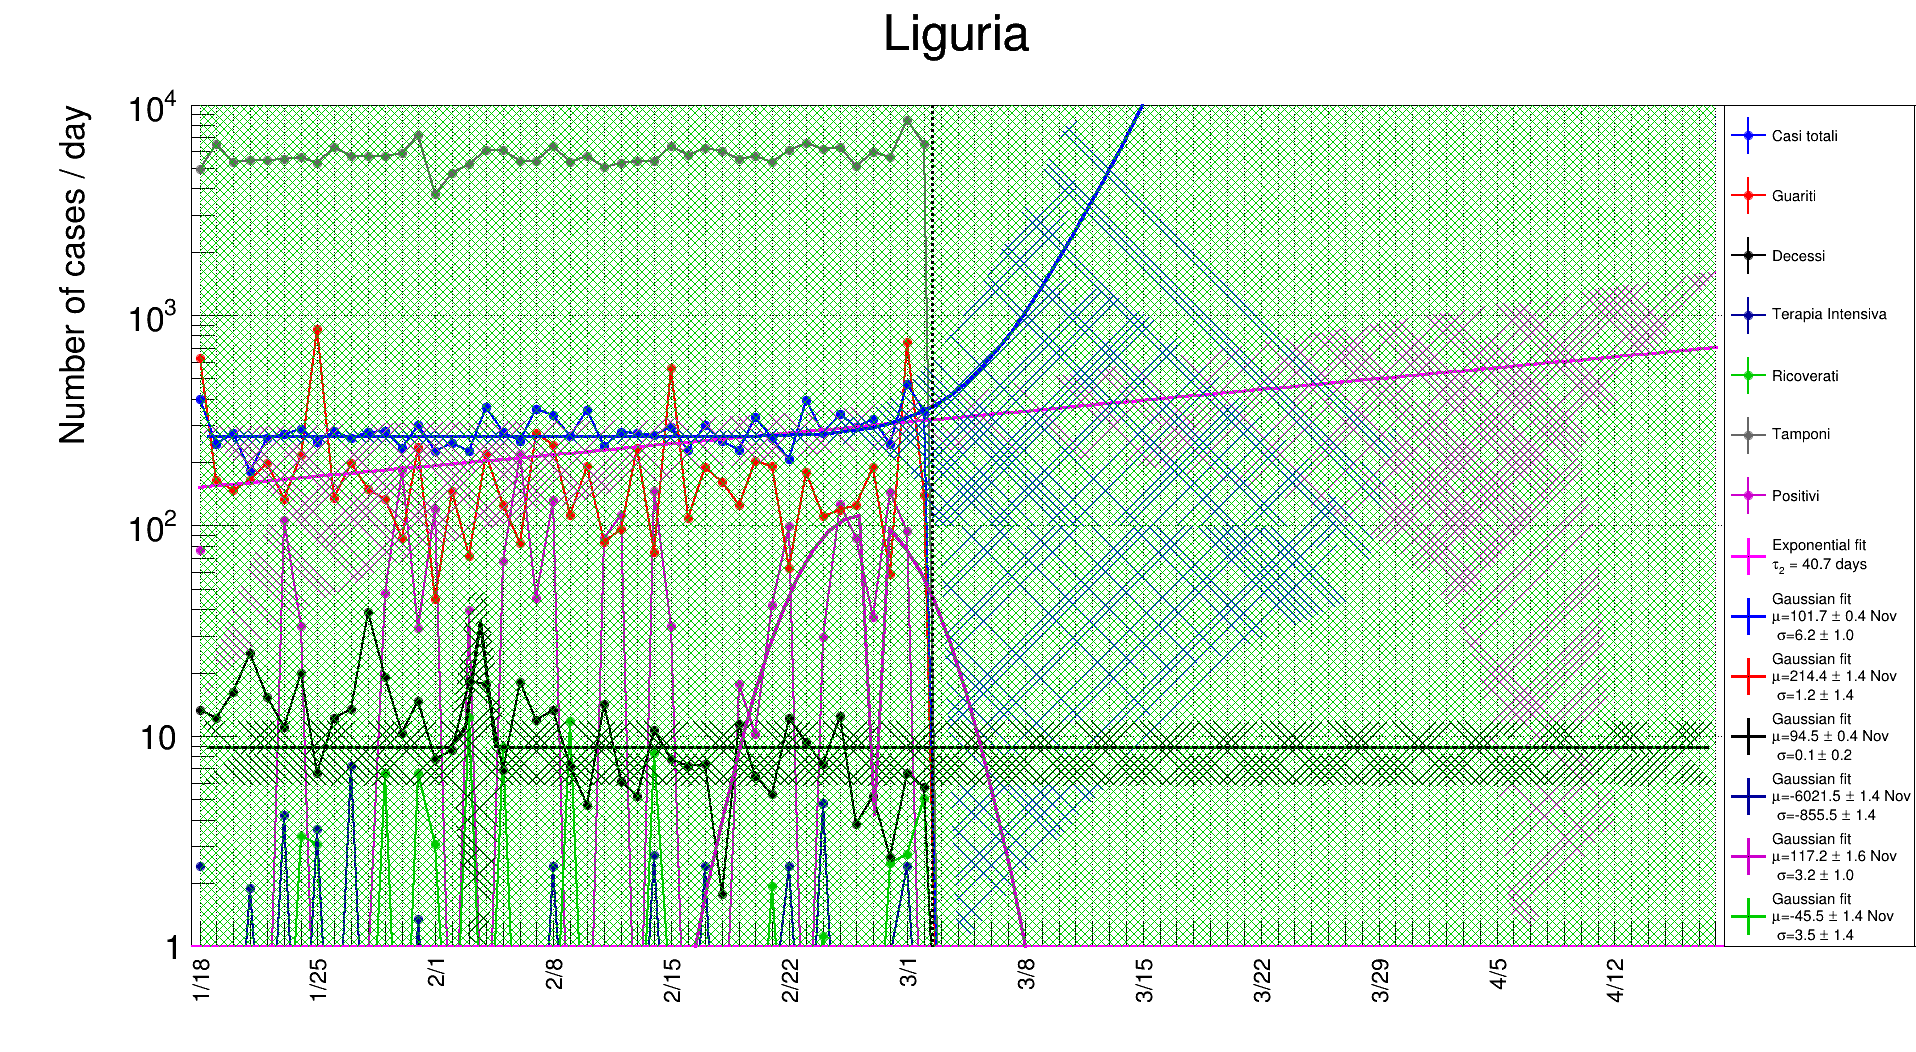 Liguria
Number of cases / day
10⁴
10³
10²
10
1
1/18
1/25
2/1
2/8
2/15
2/22
3/1
3/8
3/15
3/22
3/29
4/5
4/12
Casi totali
Guariti
Decessi
Terapia Intensiva
Ricoverati
Tamponi
Positivi
Exponential fit
τ₂ = 40.7 days
Gaussian fit
μ=101.7 ± 0.4 Nov
σ=6.2 ± 1.0
Gaussian fit
μ=214.4 ± 1.4 Nov
σ=1.2 ± 1.4
Gaussian fit
μ=94.5 ± 0.4 Nov
σ=0.1 ± 0.2
Gaussian fit
μ=-6021.5 ± 1.4 Nov
σ=-855.5 ± 1.4
Gaussian fit
μ=117.2 ± 1.6 Nov
σ=3.2 ± 1.0
Gaussian fit
μ=-45.5 ± 1.4 Nov
σ=3.5 ± 1.4